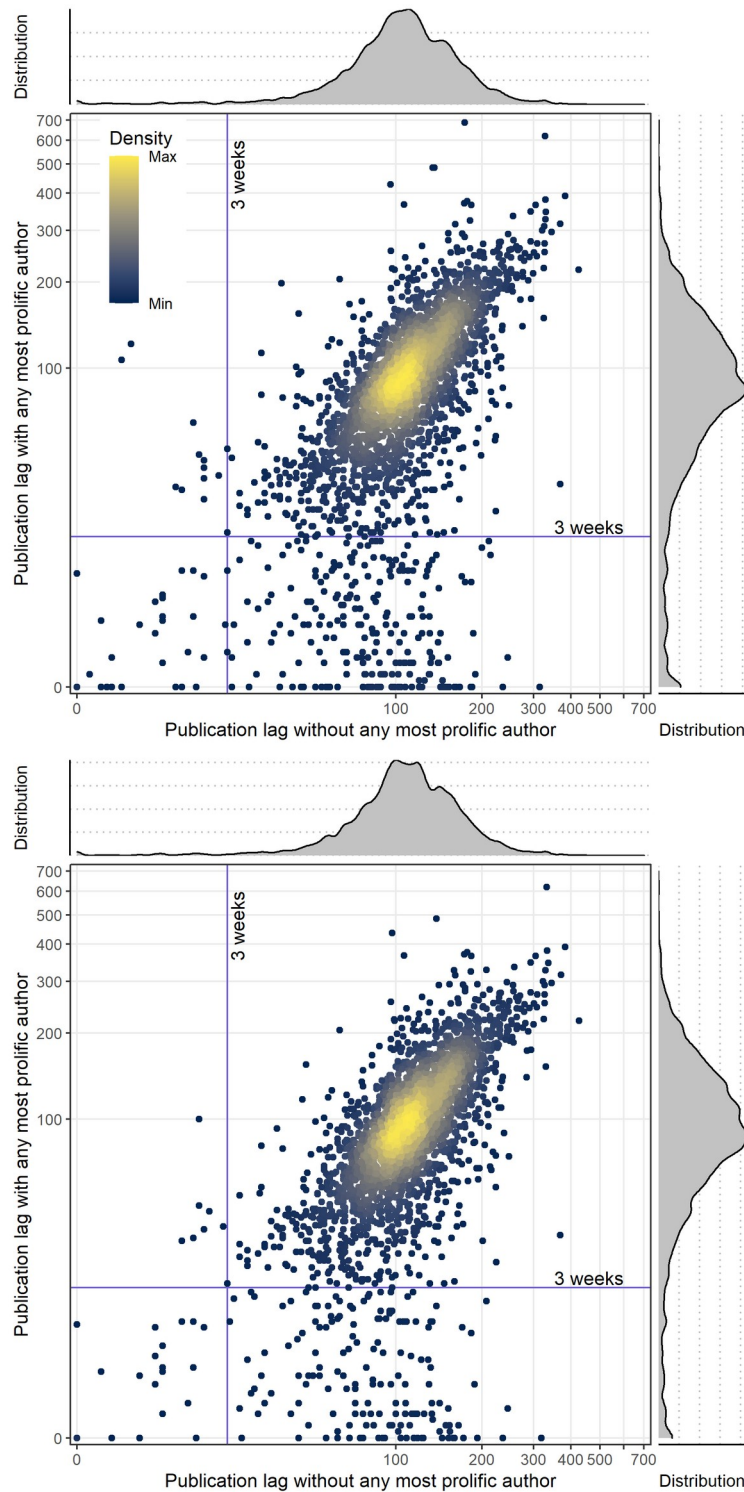 Distribution
Density
Max
Min
3 weeks
3 weeks
700
600
500
400
300
200
100
0
Publication lag with any most prolific author
0
100
200
300
400 500
700
Publication lag without any most prolific author
Distribution
Distribution
3 weeks
3 weeks
700
600
500
400
300
200
100
0
Publication lag with any most prolific author
0
100
200
300
400 500
700
Publication lag without any most prolific author
Distribution